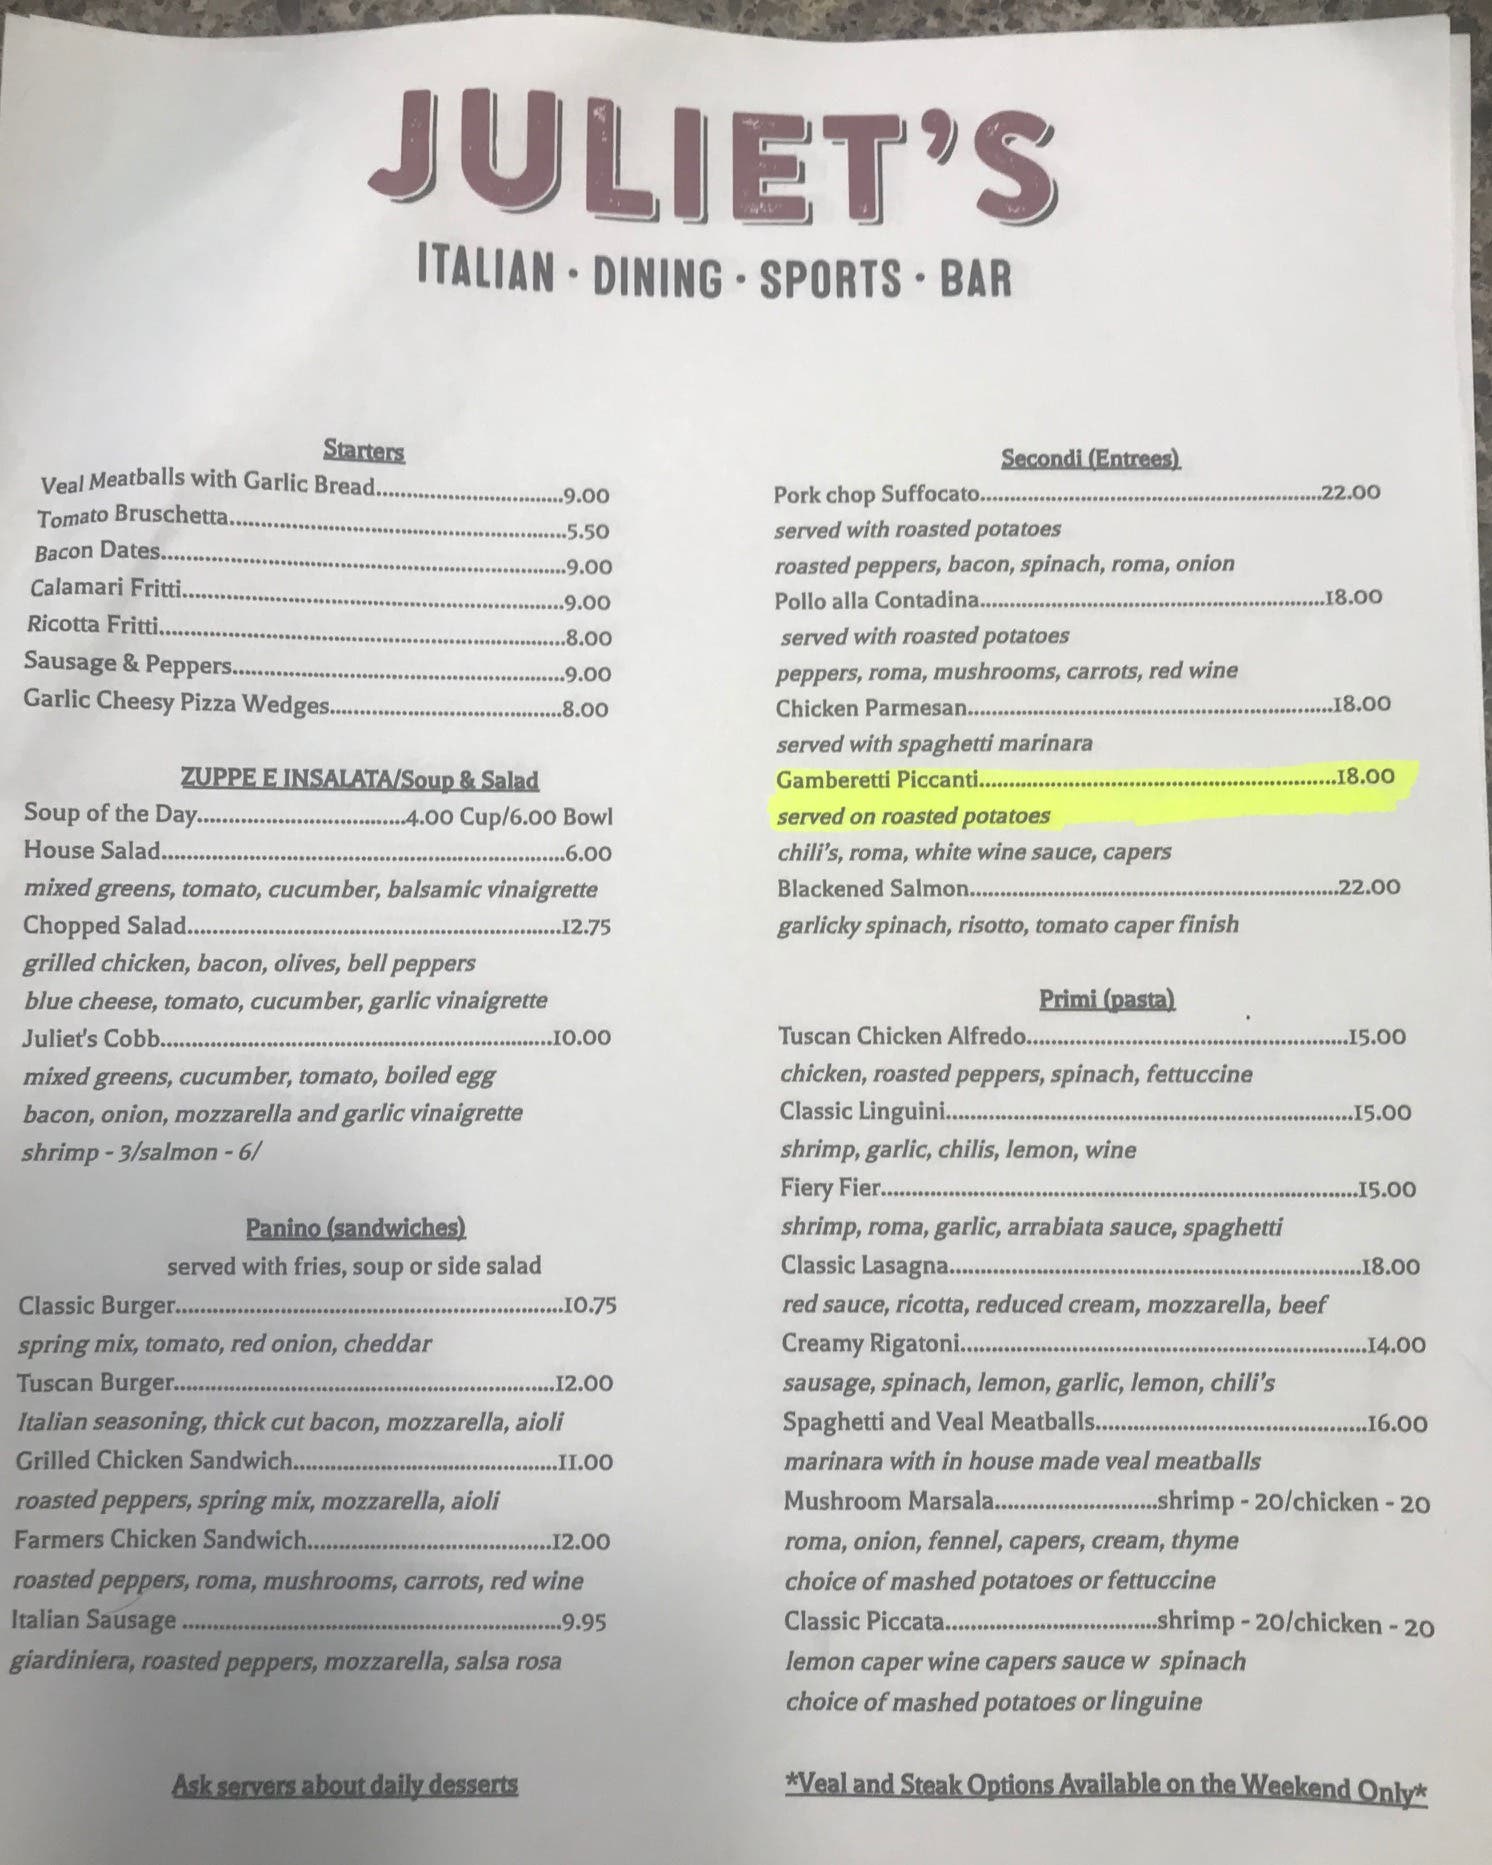 JULIET'S
ITALIAN · DINING · SPORTS · BAR
Starters
Veal Meatballs with Garlic Bread..............................9.00
Tomato Bruschetta..............................5.50
Bacon Dates..............................9.00
Calamari Fritti..............................9.00
Ricotta Fritti..............................8.00
Sausage & Peppers..............................9.00
Garlic Cheesy Pizza Wedges..............................8.00
ZUPPE E INSALATA/Soup & Salad
Soup of the Day..............................4.00 Cup/6.00 Bowl
House Salad..............................6.00
mixed greens, tomato, cucumber, balsamic vinaigrette
Chopped Salad..............................12.75
grilled chicken, bacon, olives, bell peppers
blue cheese, tomato, cucumber, garlic vinaigrette
Juliet's Cobb..............................10.00
mixed greens, cucumber, tomato, boiled egg
bacon, onion, mozzarella and garlic vinaigrette
shrimp - 3/salmon - 6/
Panino (sandwiches)
served with fries, soup or side salad
Classic Burger..............................10.75
spring mix, tomato, red onion, cheddar
Tuscan Burger..............................12.00
Italian seasoning, thick cut bacon, mozzarella, aioli
Grilled Chicken Sandwich..............................11.00
roasted peppers, spring mix, mozzarella, aioli
Farmers Chicken Sandwich..............................12.00
roasted peppers, roma, mushrooms, carrots, red wine
Italian Sausage ..............................9.95
giardiniera, roasted peppers, mozzarella, salsa rosa
Ask servers about daily desserts
Secondi (Entrees)
Pork chop Suffocato..............................22.00
served with roasted potatoes
roasted peppers, bacon, spinach, roma, onion
Pollo alla Contadina..............................18.00
served with roasted potatoes
peppers, roma, mushrooms, carrots, red wine
Chicken Parmesan..............................18.00
served with spaghetti marinara
Gamberetti Piccanti..............................18.00
served on roasted potatoes
chili's, roma, white wine sauce, capers
Blackened Salmon..............................22.00
garlicky spinach, risotto, tomato caper finish
Primi (pasta)
Tuscan Chicken Alfredo..............................15.00
chicken, roasted peppers, spinach, fettuccine
Classic Linguini..............................15.00
shrimp, garlic, chilis, lemon, wine
Fiery Fier..............................15.00
shrimp, roma, garlic, arrabiata sauce, spaghetti
Classic Lasagna..............................18.00
red sauce, ricotta, reduced cream, mozzarella, beef
Creamy Rigatoni..............................14.00
sausage, spinach, lemon, garlic, lemon, chili's
Spaghetti and Veal Meatballs..............................16.00
marinara with in house made veal meatballs
Mushroom Marsala..............................shrimp - 20/chicken - 20
roma, onion, fennel, capers, cream, thyme
choice of mashed potatoes or fettuccine
Classic Piccata..............................shrimp - 20/chicken - 20
lemon caper wine capers sauce w spinach
choice of mashed potatoes or linguine
*Veal and Steak Options Available on the Weekend Only*